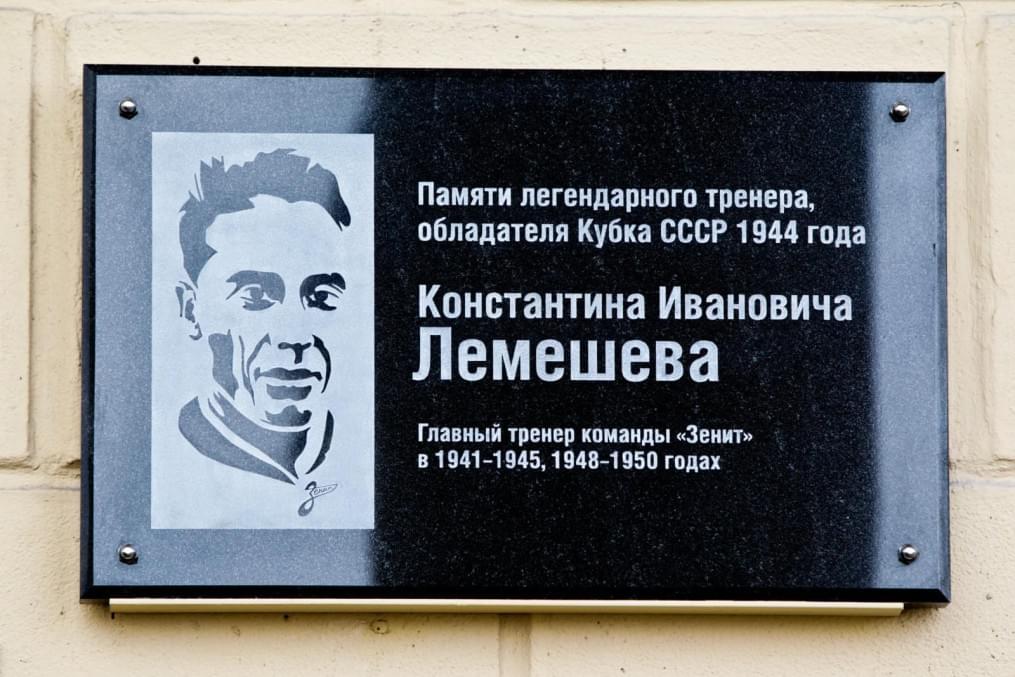 Памяти легендарного тренера,
обладателя Кубка СССР 1944 года
Константина Ивановича
Лемешева
Главный тренер команды «Зенит»
в 1941–1945, 1948–1950 годах
Зенит